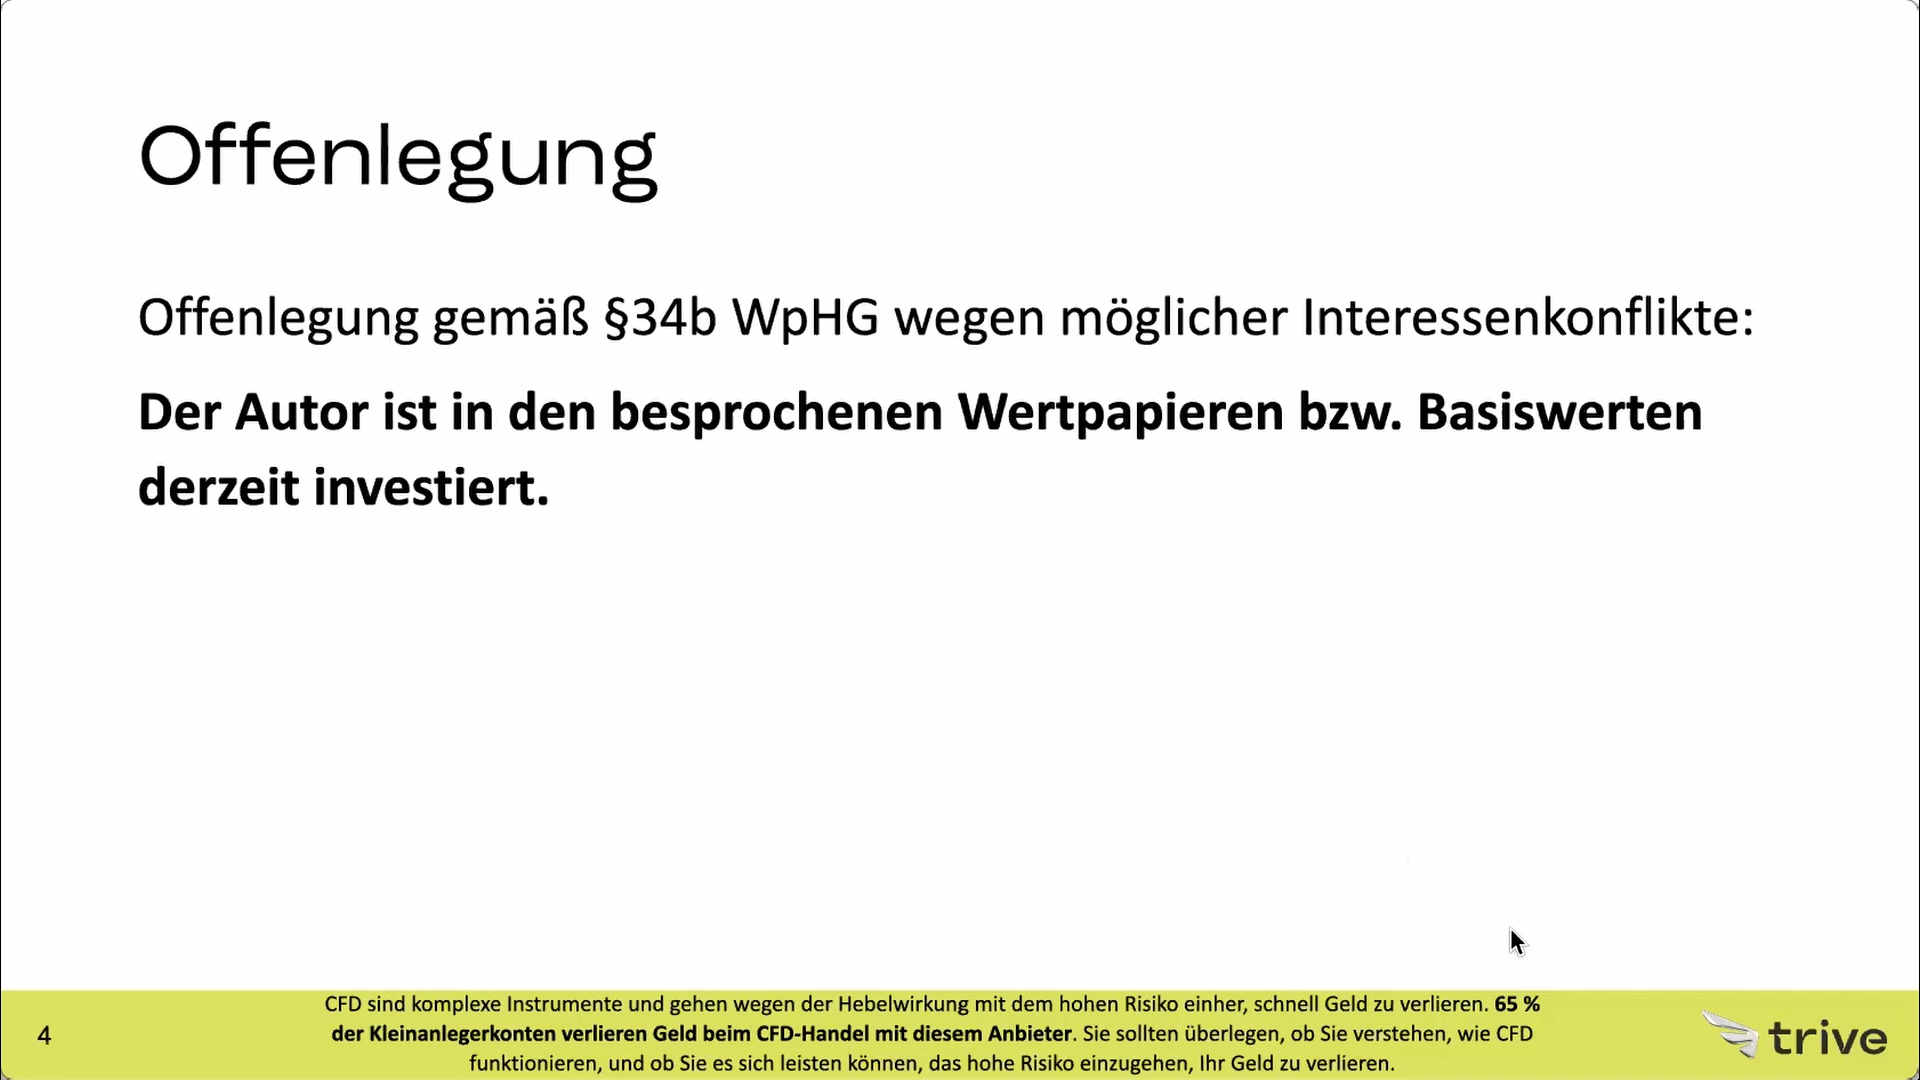 Offenlegung
Offenlegung gemäß §34b WpHG wegen möglicher Interessenkonflikte:
Der Autor ist in den besprochenen Wertpapieren bzw. Basiswerten
derzeit investiert.
4
CFD sind komplexe Instrumente und gehen wegen der Hebelwirkung mit dem hohen Risiko einher, schnell Geld zu verlieren. 65 %
der Kleinanlegerkonten verlieren Geld beim CFD-Handel mit diesem Anbieter. Sie sollten überlegen, ob Sie verstehen, wie CFD
funktionieren, und ob Sie es sich leisten können, das hohe Risiko einzugehen, Ihr Geld zu verlieren.
trive